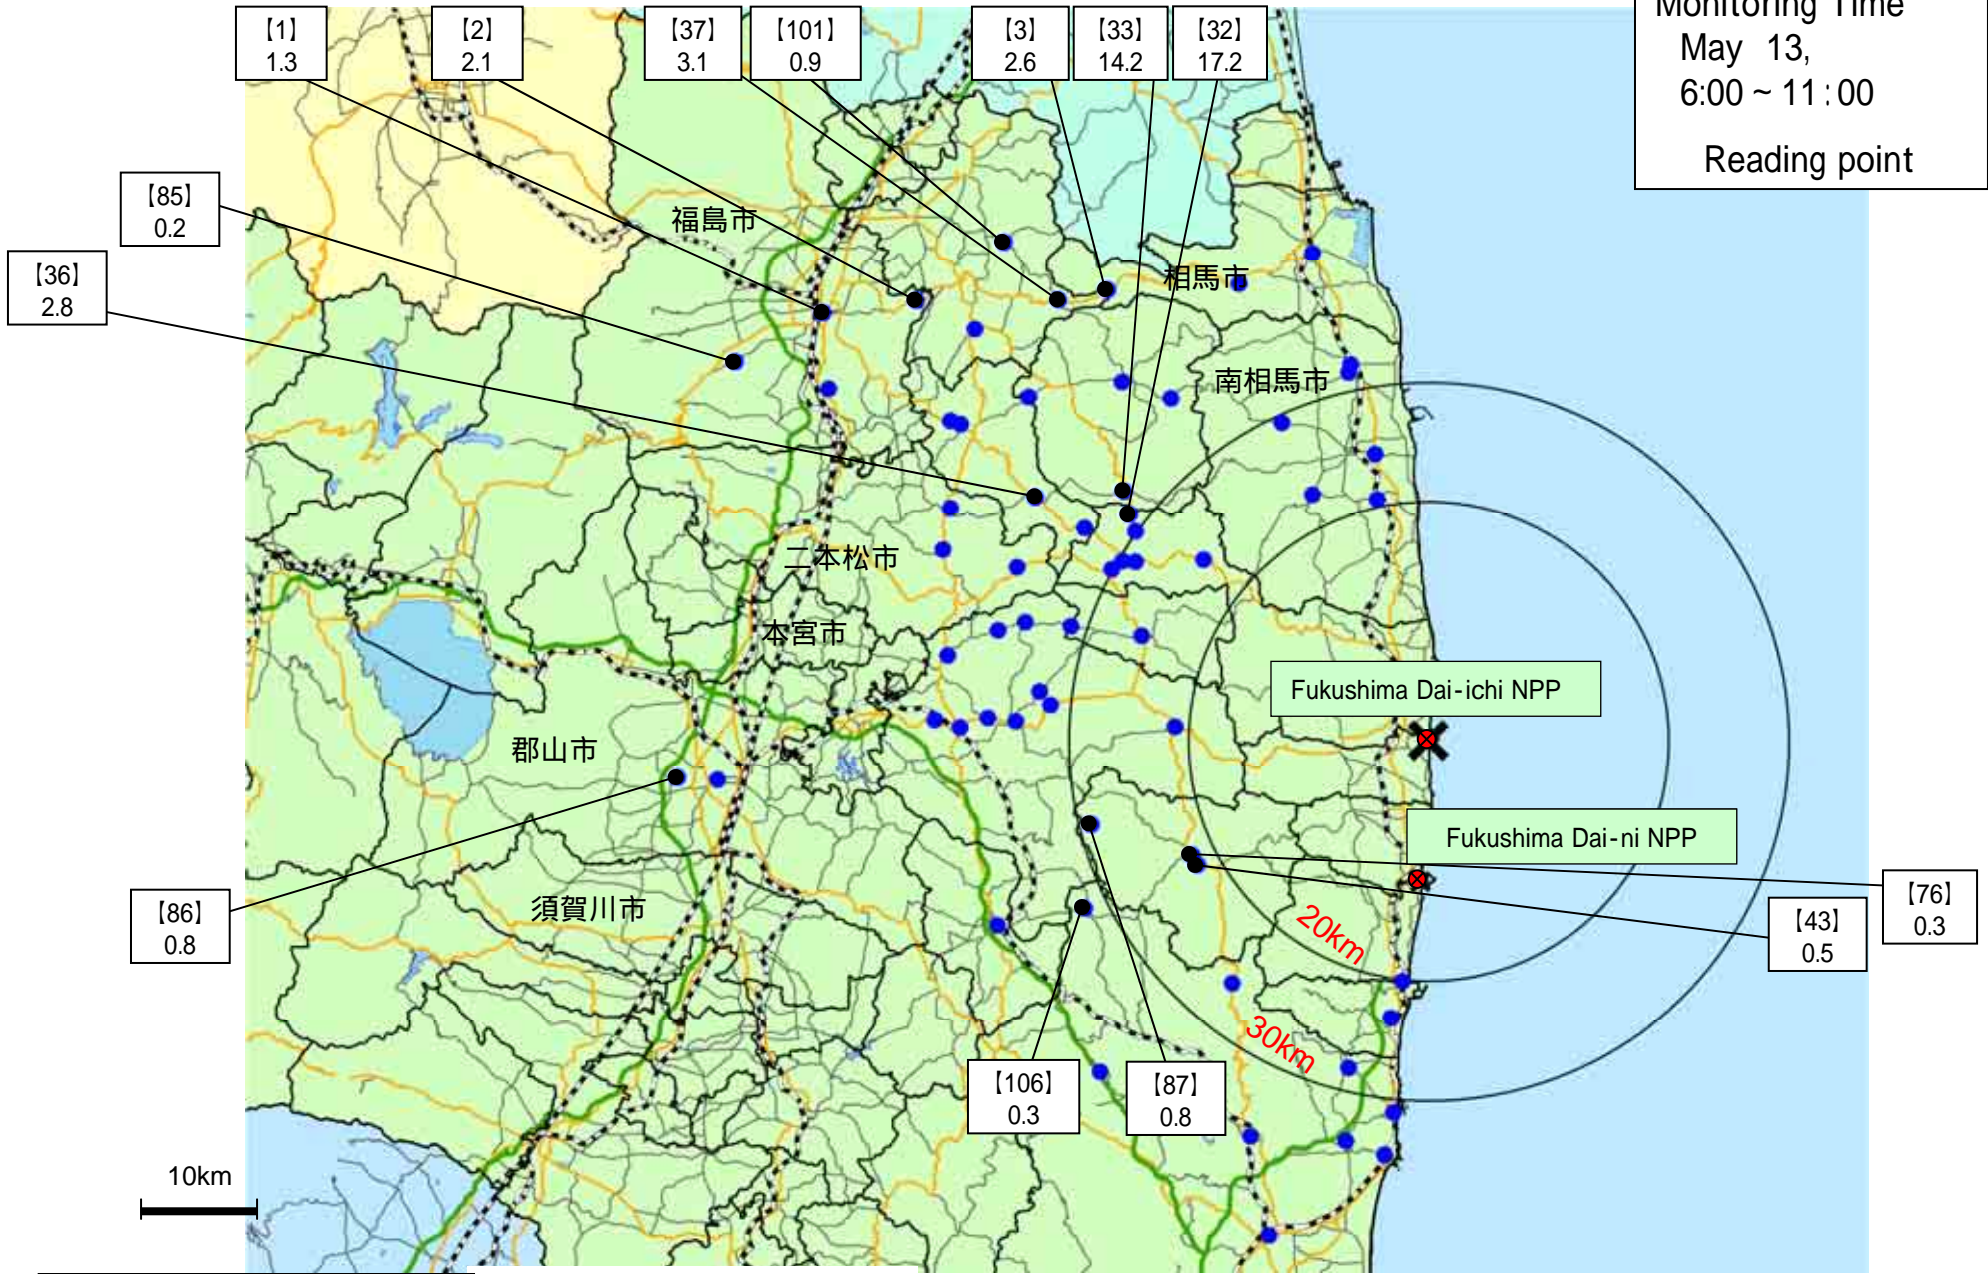 【1】
1.3
【2】
2.1
【37】
3.1
【101】
0.9
【3】
2.6
【33】
14.2
【32】
17.2
Monitoring Time
May 13,
6:00 ~ 11:00
Reading point
【85】
0.2
【36】
2.8
福島市
相馬市
南相馬市
二本松市
本宮市
郡山市
須賀川市
Fukushima Dai-ichi NPP
Fukushima Dai-ni NPP
20km
30km
【86】
0.8
【76】
0.3
【43】
0.5
【106】
0.3
【87】
0.8
10km